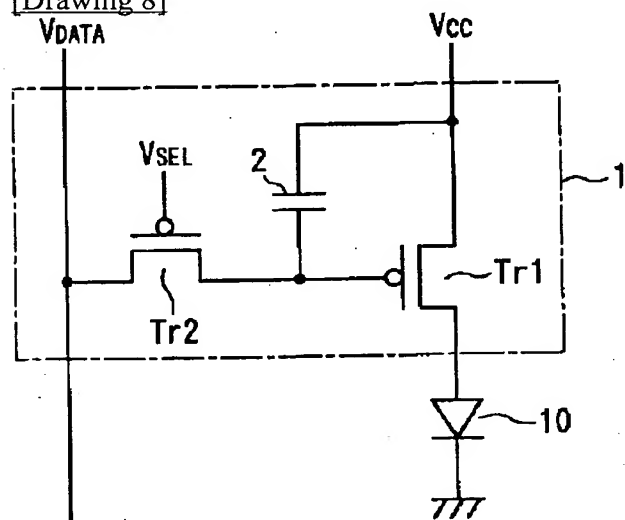 [Drawing 8]
VDATA
Vcc
VSEL
2
1
Tr1
Tr2
10